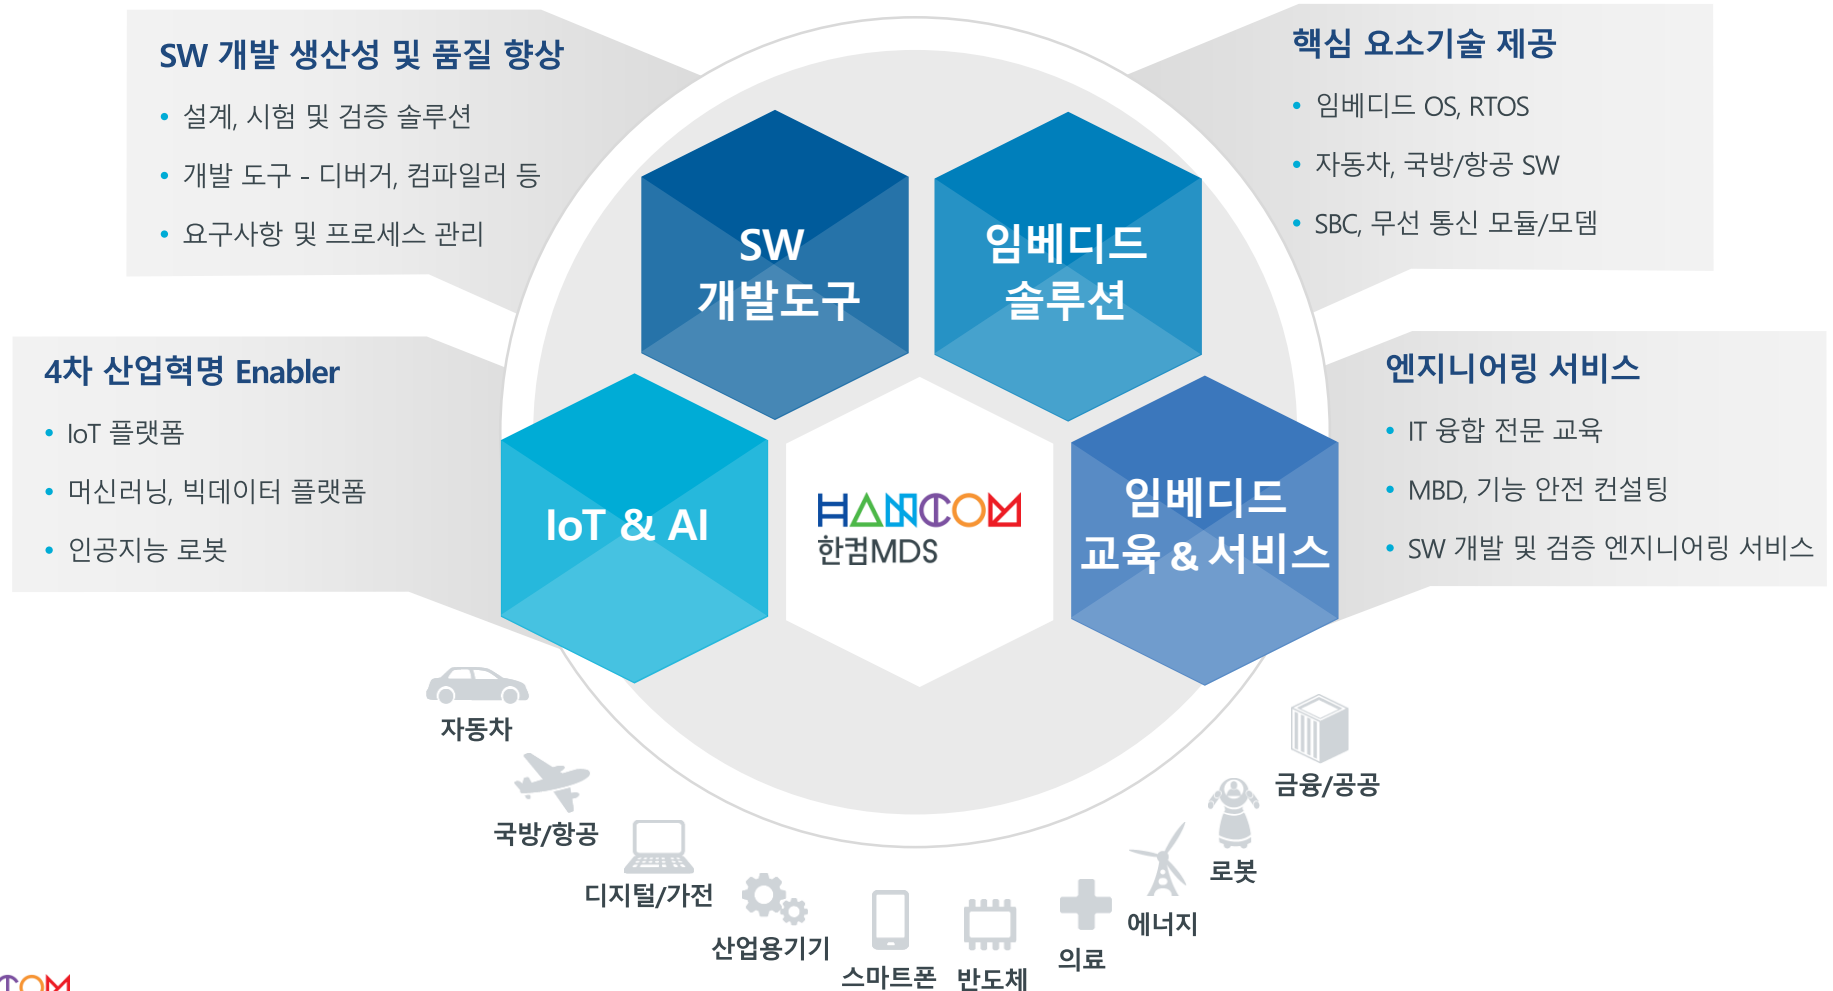 SW 개발 생산성 및 품질 향상
• 설계, 시험 및 검증 솔루션
• 개발 도구 - 디버거, 컴파일러 등
• 요구사항 및 프로세스 관리
핵심 요소기술 제공
• 임베디드 OS, RTOS
• 자동차, 국방/항공 SW
• SBC, 무선 통신 모듈/모뎀
SW
개발도구
임베디드
솔루션
4차 산업혁명 Enabler
• IoT 플랫폼
• 머신러닝, 빅데이터 플랫폼
• 인공지능 로봇
엔지니어링 서비스
• IT 융합 전문 교육
• MBD, 기능 안전 컨설팅
• SW 개발 및 검증 엔지니어링 서비스
IoT & AI
HANCOM
한컴MDS
임베디드
교육 & 서비스
자동차
국방/항공
디지털/가전
산업용기기
스마트폰
반도체
의료
에너지
로봇
금융/공공
COM